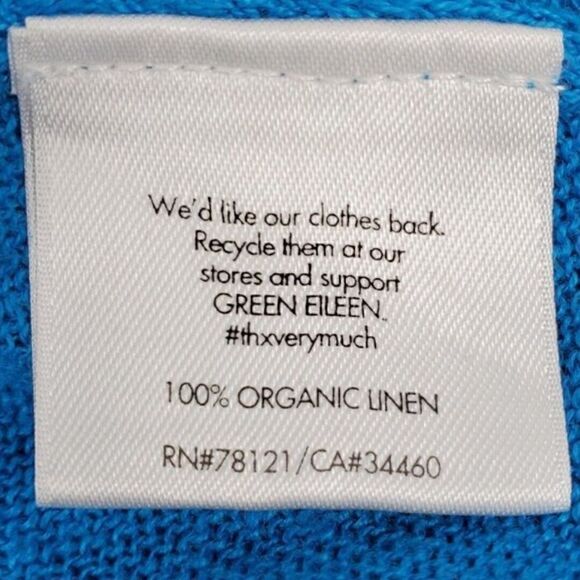 We'd like our clothes back.
Recycle them at our
stores and support
GREEN EILEEN.
#thxverymuch
100% ORGANIC LINEN
RN#78121/CA#34460